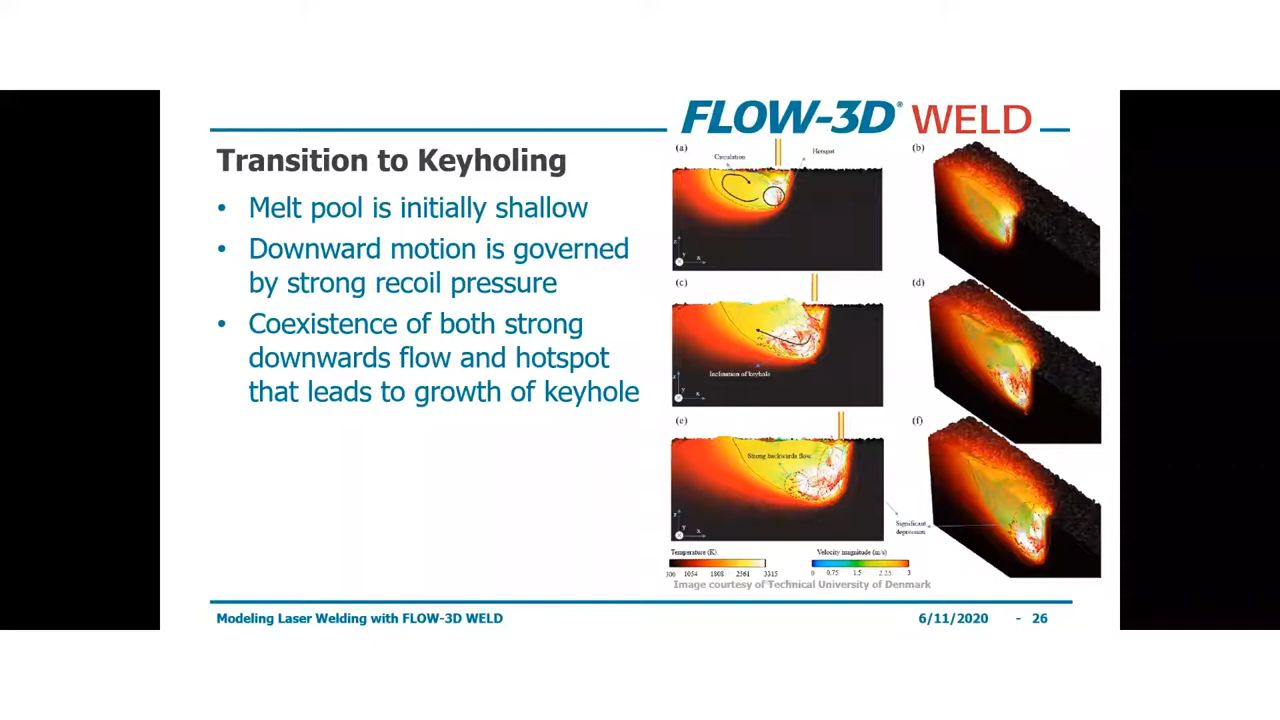 FLOW-3D® WELD
Transition to Keyholing
• Melt pool is initially shallow
• Downward motion is governed
by strong recoil pressure
• Coexistence of both strong
downwards flow and hotspot
that leads to growth of keyhole
(a)
Circulation
Hotspot
(b)
z
y
x
(c)
(d)
Inclination of keyhole
z
y
x
(e)
(f)
Strong backwards flow
Significant
depression
z
y
x
Temperature (K)
300 1054 1808 2561 3315
Velocity magnitude (m/s)
0 0.75 1.5 2.25 3
Image courtesy of Technical University of Denmark
Modeling Laser Welding with FLOW-3D WELD
6/11/2020 - 26